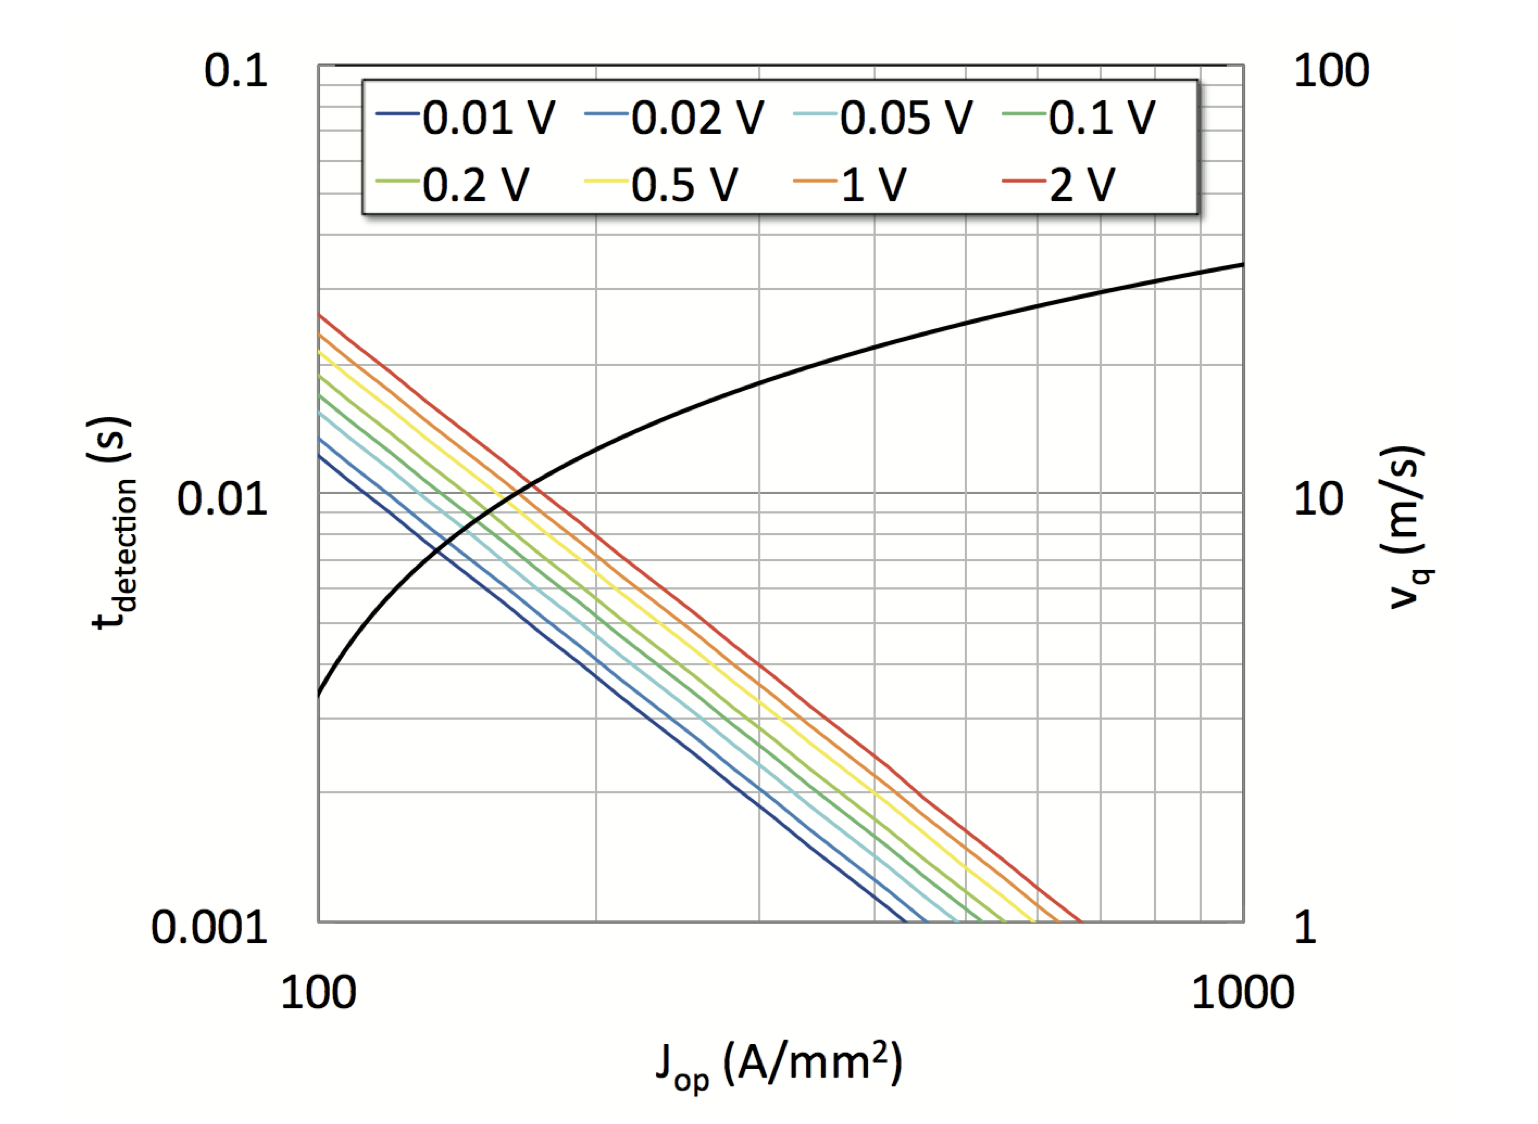 0.1
100
0.01 V 0.02 V 0.05 V 0.1 V
0.2 V 0.5 V 1 V 2 V
t_detection (s)
0.01
10
v_q (m/s)
0.001
1
100
1000
J_op (A/mm²)